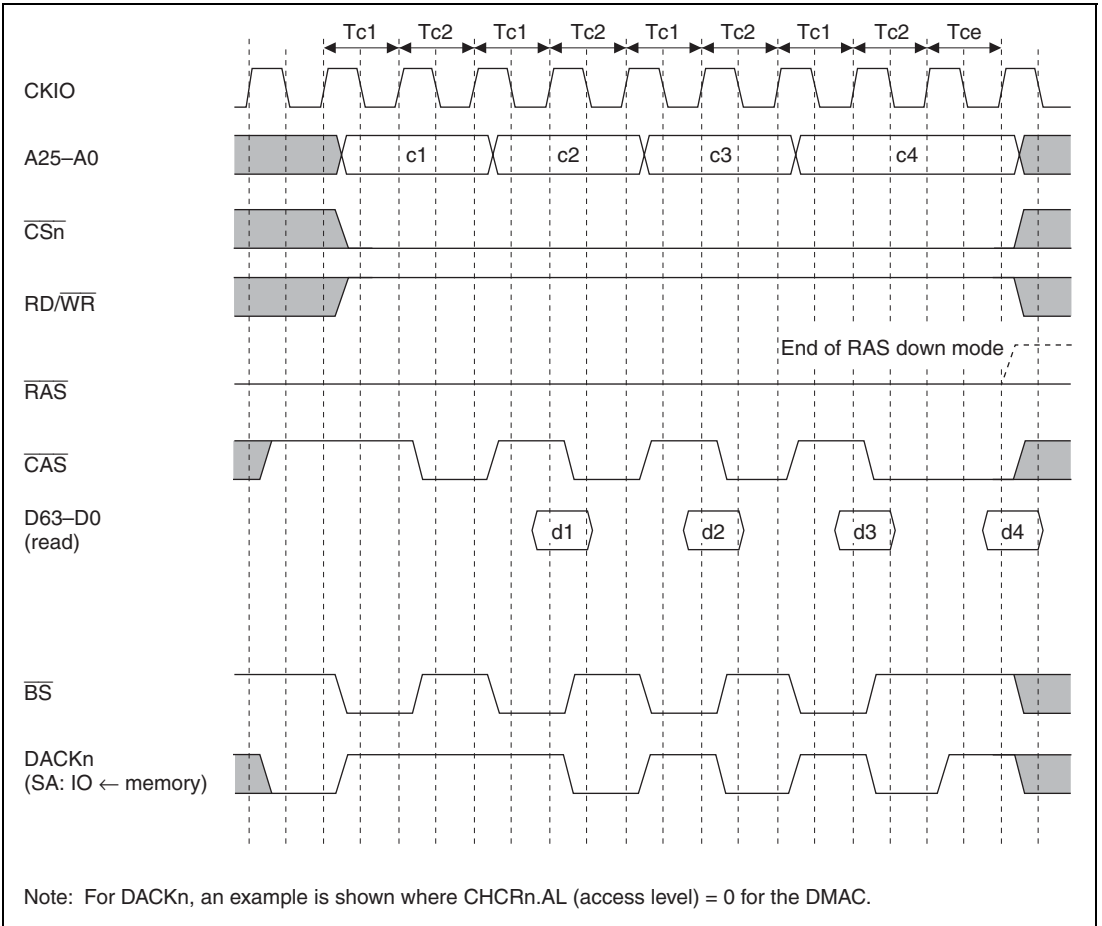 Tc1 Tc2 Tc1 Tc2 Tc1 Tc2 Tc1 Tc2 Tce
CKIO
A25–A0 c1 c2 c3 c4
CSn
RD/WR
End of RAS down mode
RAS
CAS
D63–D0
(read) d1 d2 d3 d4
BS
DACKn
(SA: IO ← memory)
Note: For DACKn, an example is shown where CHCRn.AL (access level) = 0 for the DMAC.